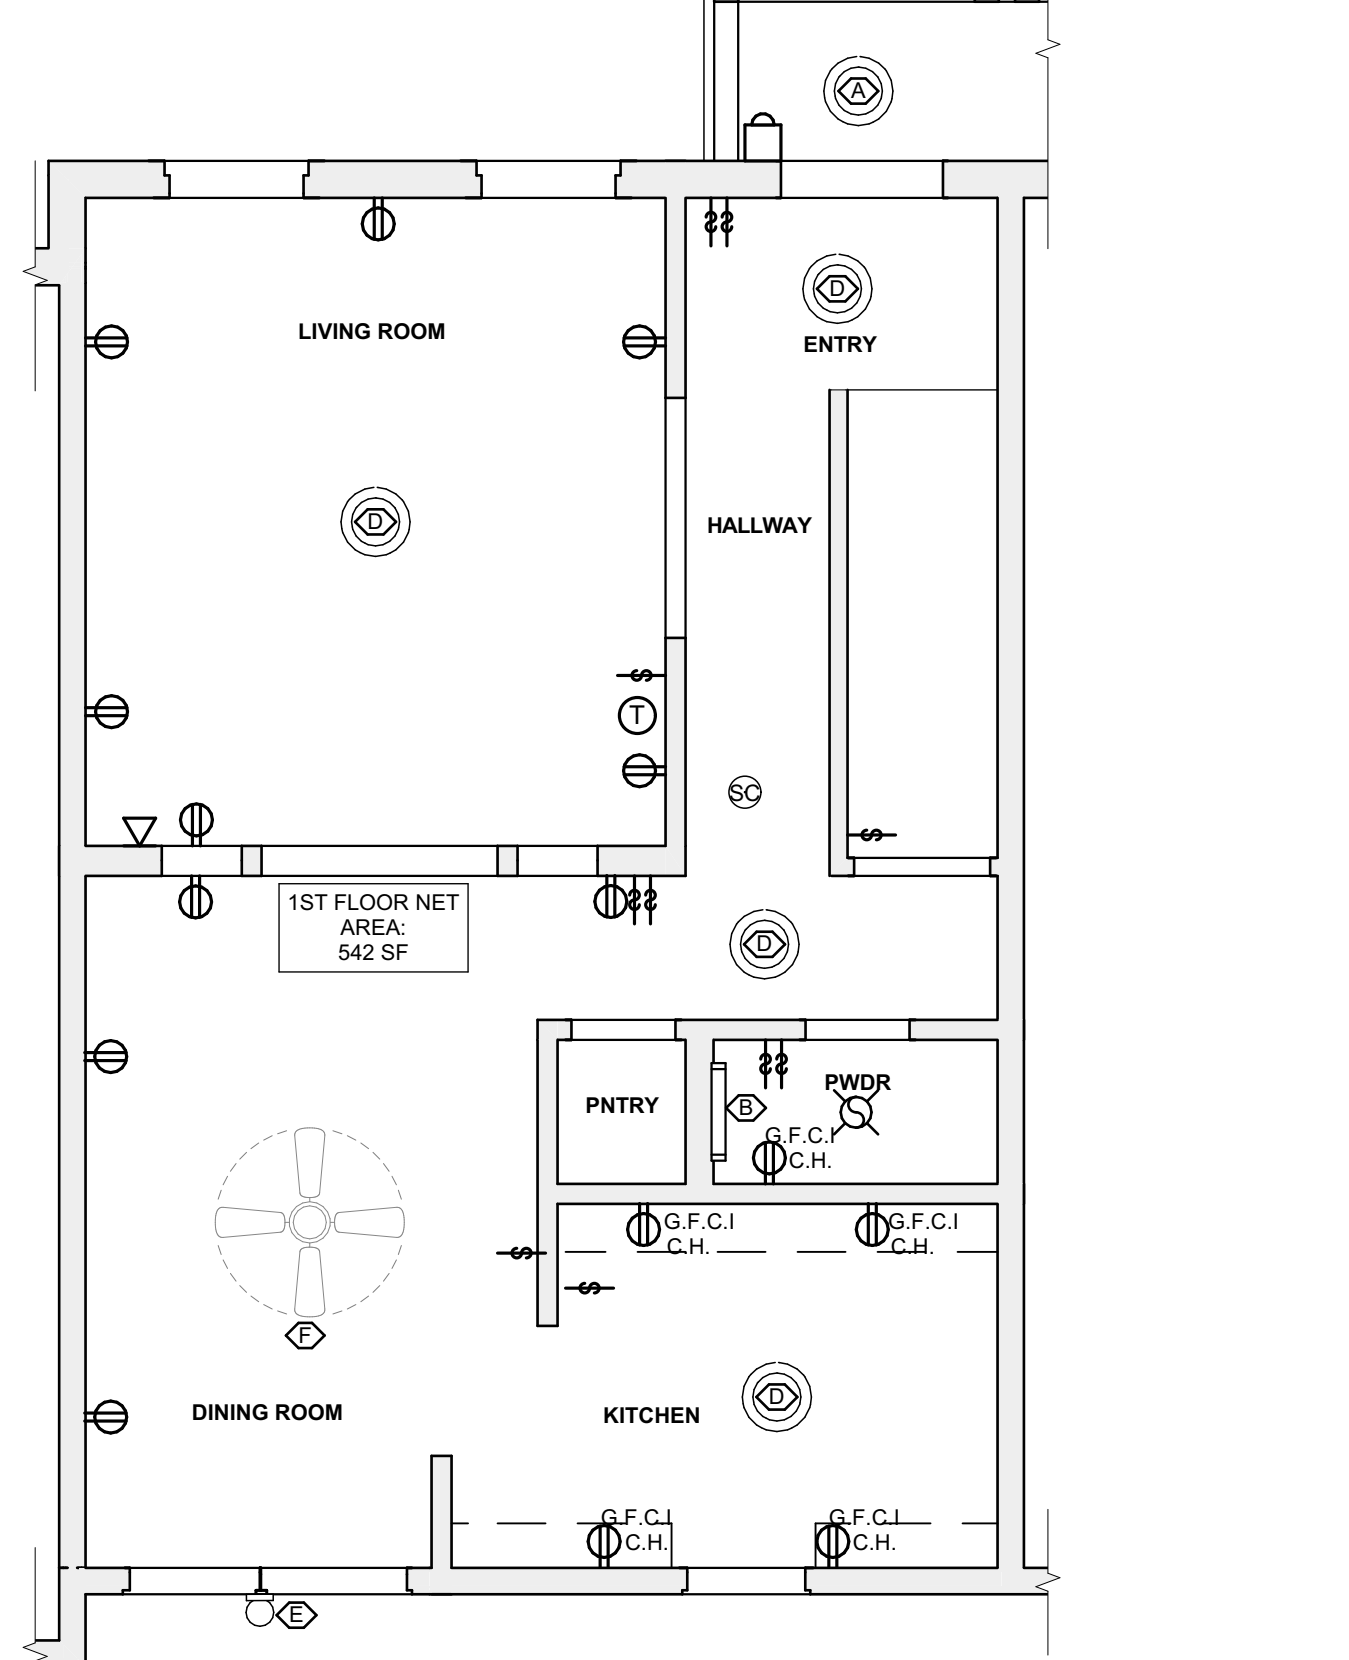 A
D
LIVING ROOM
ENTRY
D
HALLWAY
S
T
SC
S
1ST FLOOR NET
AREA:
542 SF
S S
D
S S
PWDR
PNTRY
B
G.F.C.I
C.H.
G.F.C.I
C.H.
G.F.C.I
C.H.
S
S
F
D
DINING ROOM
KITCHEN
G.F.C.I
C.H.
G.F.C.I
C.H.
E